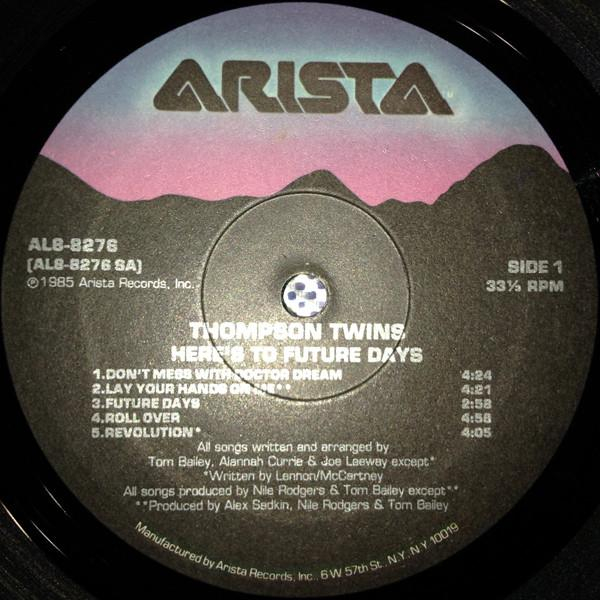 ARISTA
AL8-8276
[AL8-8276 SA]
℗1985 Arista Records, Inc.
SIDE 1
33⅓ RPM
THOMPSON TWINS
HERE'S TO FUTURE DAYS
1.DON'T MESS WITH DOCTOR DREAM 4:24
2.LAY YOUR HANDS ON ME** 4:21
3.FUTURE DAYS 2:58
4.ROLL OVER 4:58
5.REVOLUTION* 4:05
All songs written and arranged by
Tom Bailey, Alannah Currie & Joe Leeway except*
*Written by Lennon/McCartney
All songs produced by Nile Rodgers & Tom Bailey except**
**Produced by Alex Sadkin, Nile Rodgers & Tom Bailey
Manufactured by Arista Records, Inc., 6 W 57th St., N.Y., N.Y 10019